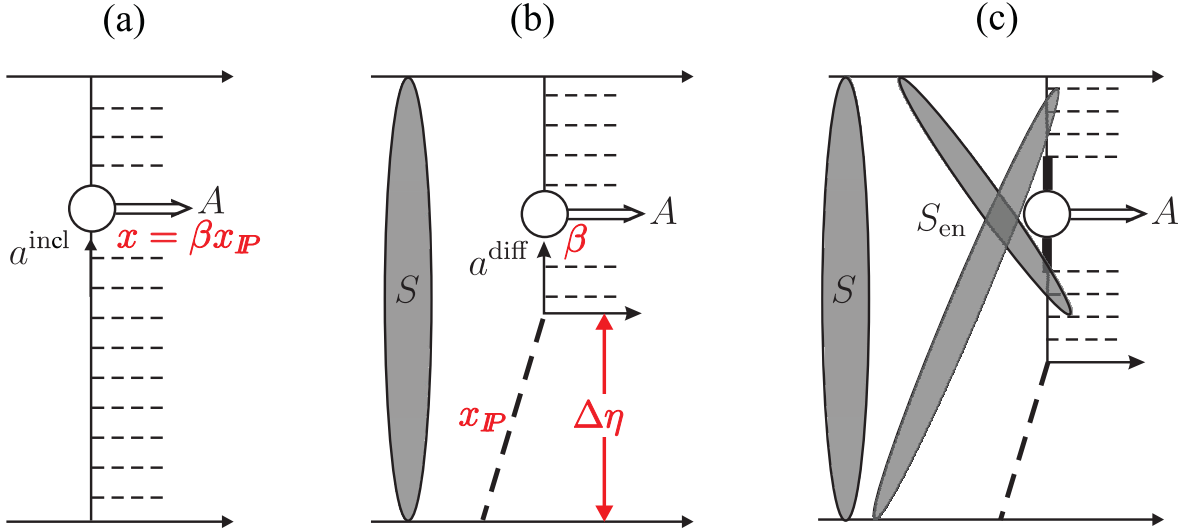 (a)
(b)
(c)
A
a^incl
x = βx_IP
S
A
a^diff
β
x_IP
Δη
S
S_en
A